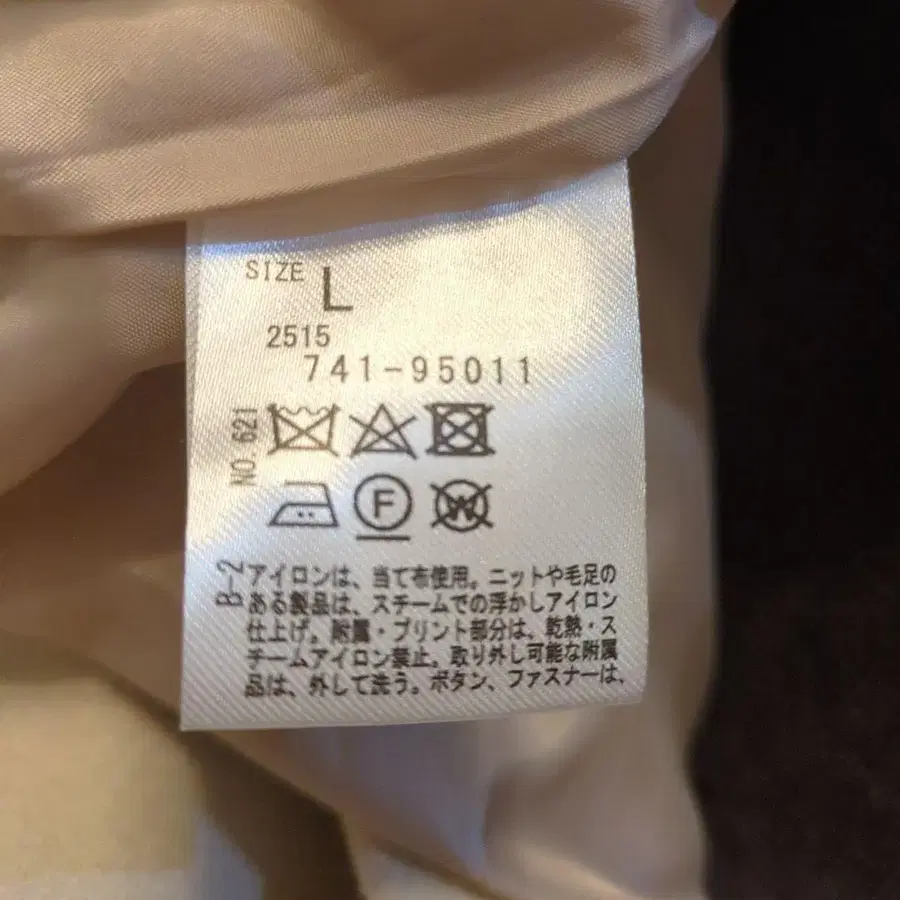 SIZE L
2515
741-95011
NO. 621
F W
B-2
アイロンは、当て布使用。ニットや毛足の
ある製品は、スチームでの浮かしアイロン
仕上げ。附属・プリント部分は、乾熱・ス
チームアイロン禁止。取り外し可能な附属
品は、外して洗う。ボタン、ファスナーは、